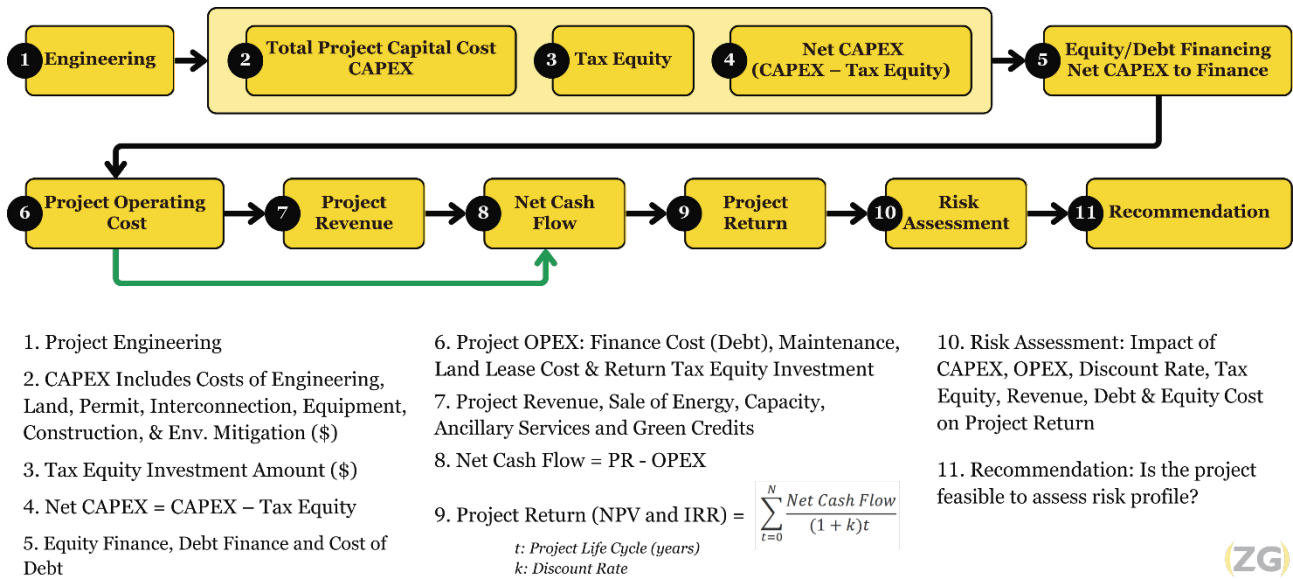 1 Engineering
2 Total Project Capital Cost
CAPEX
3 Tax Equity
4 Net CAPEX
(CAPEX – Tax Equity)
5 Equity/Debt Financing
Net CAPEX to Finance
6 Project Operating
Cost
7 Project
Revenue
8 Net Cash
Flow
9 Project
Return
10 Risk
Assessment
11 Recommendation
1. Project Engineering
2. CAPEX Includes Costs of Engineering,
Land, Permit, Interconnection, Equipment,
Construction, & Env. Mitigation ($)
3. Tax Equity Investment Amount ($)
4. Net CAPEX = CAPEX – Tax Equity
5. Equity Finance, Debt Finance and Cost of
Debt
6. Project OPEX: Finance Cost (Debt), Maintenance,
Land Lease Cost & Return Tax Equity Investment
7. Project Revenue, Sale of Energy, Capacity,
Ancillary Services and Green Credits
8. Net Cash Flow = PR - OPEX
9. Project Return (NPV and IRR) = N ∑ t=0 Net Cash Flow / (1 + k)t
t: Project Life Cycle (years)
k: Discount Rate
10. Risk Assessment: Impact of
CAPEX, OPEX, Discount Rate, Tax
Equity, Revenue, Debt & Equity Cost
on Project Return
11. Recommendation: Is the project
feasible to assess risk profile?
(ZG)